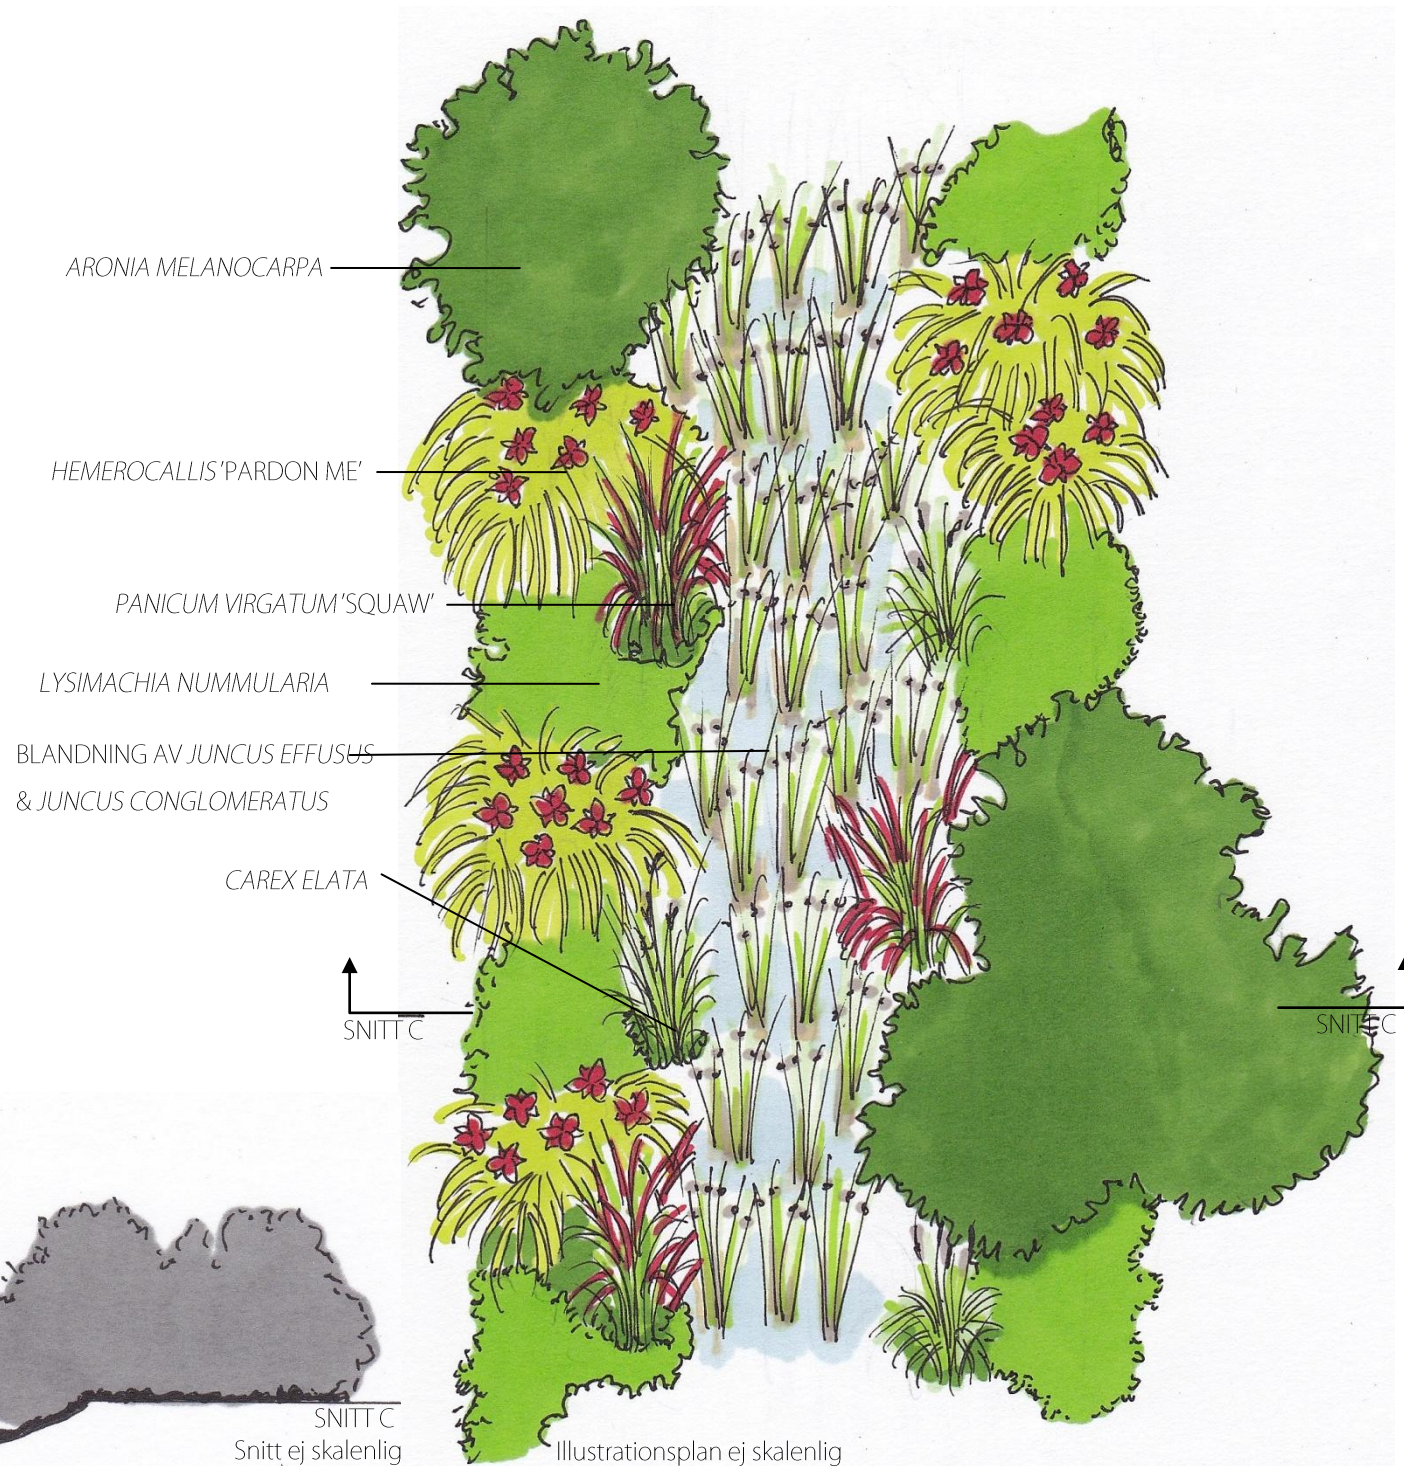 ARONIA MELANOCARPA
HEMEROCALLIS 'PARDON ME'
PANICUM VIRGATUM 'SQUAW'
LYSIMACHIA NUMMULARIA
BLANDNING AV JUNCUS EFFUSUS
& JUNCUS CONGLOMERATUS
CAREX ELATA
SNITT C
SNITT C
SNITT C
Snitt ej skalenlig
Illustrationsplan ej skalenlig